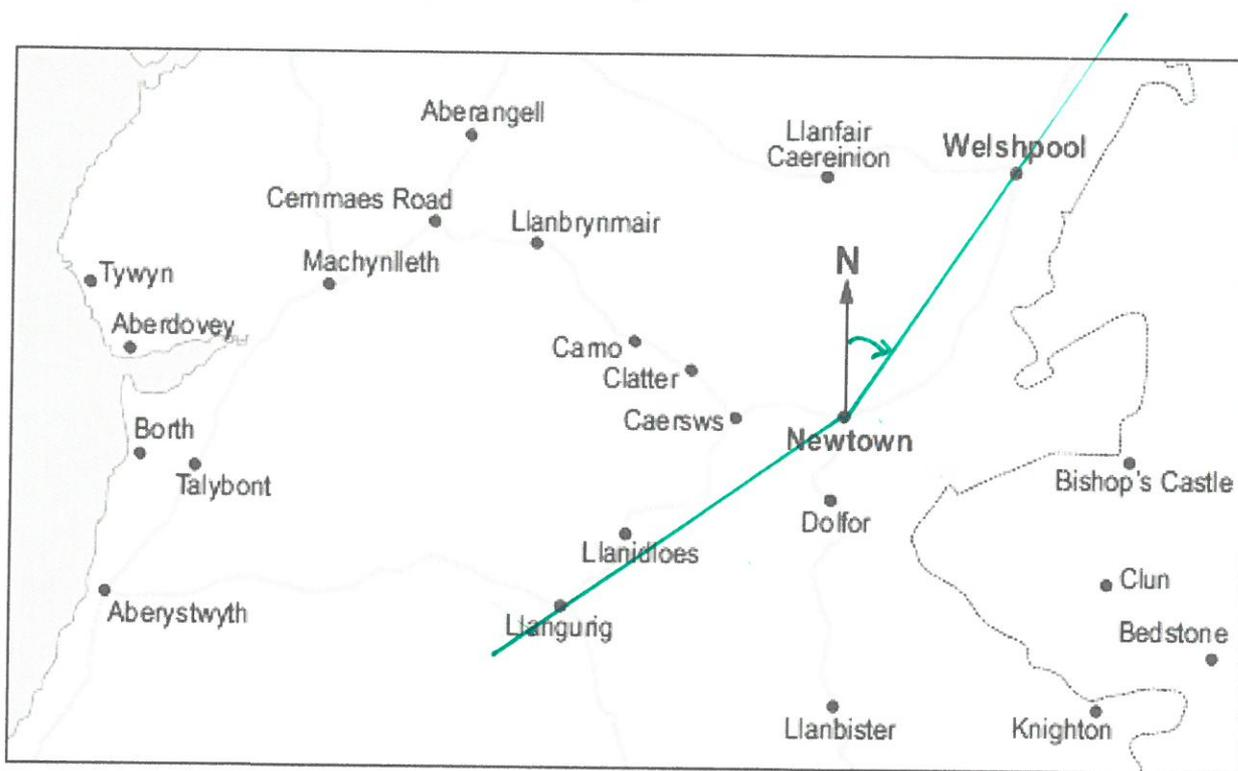 Aberangell
Llanfair
Caereinion
Welshpool
Cemmaes Road
Llanbrynmair
Machynlleth
N
Tywyn
Aberdovey
Carno
Clatter
Caersws
Newtown
Borth
Talybont
Bishop's Castle
Dolfor
Llanidloes
Clun
Aberystwyth
Llangurig
Bedstone
Llanbister
Knighton